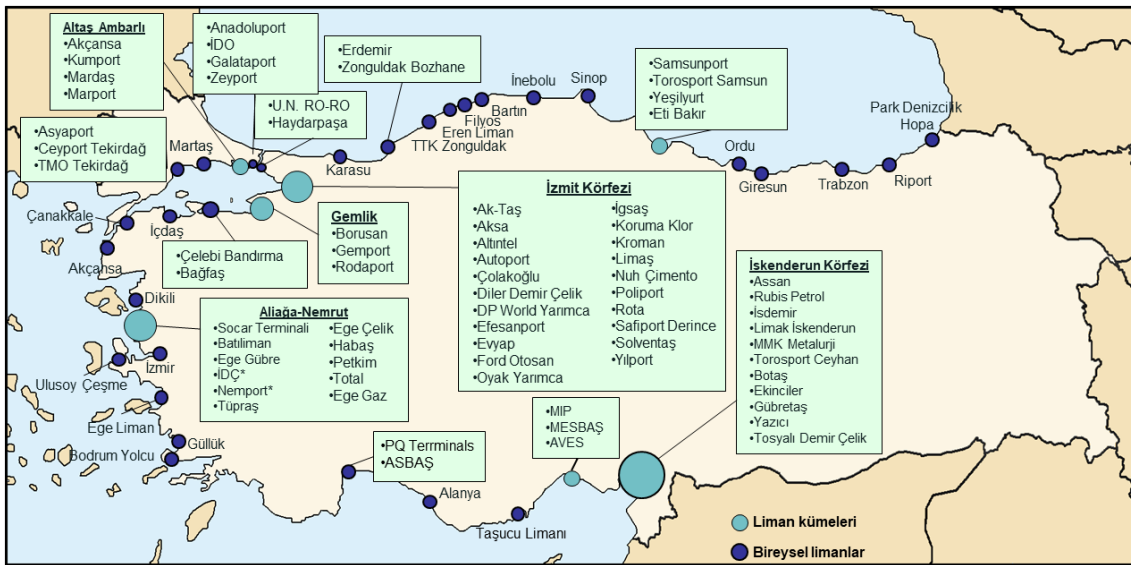 Altaş Ambarlı
•Akçansa
•Kumport
•Mardaş
•Marport
•Anadoluport
•İDO
•Galataport
•Zeyport
•Erdemir
•Zonguldak Bozhane
•U.N. RO-RO
•Haydarpaşa
•Asyaport
•Ceyport Tekirdağ
•TMO Tekirdağ
Martaş
Karasu
TTK Zonguldak
Eren Liman
Filyos
Bartın
İnebolu
Sinop
•Samsunport
•Torosport Samsun
•Yeşilyurt
•Eti Bakır
Ordu
Giresun
Trabzon
Riport
Park Denizcilik
Hopa
Çanakkale
İçdaş
Akçansa
•Çelebi Bandırma
•Bağfaş
Gemlik
•Borusan
•Gemport
•Rodaport
İzmit Körfezi
•Ak-Taş
•Aksa
•Altıntel
•Autoport
•Çolakoğlu
•Diler Demir Çelik
•DP World Yarımca
•Efesanport
•Evyap
•Ford Otosan
•Oyak Yarımca
•İgsaş
•Koruma Klor
•Kroman
•Limaş
•Nuh Çimento
•Poliport
•Rota
•Safiport Derince
•Solventaş
•Yılport
İskenderun Körfezi
•Assan
•Rubis Petrol
•İsdemir
•Limak İskenderun
•MMK Metalurji
•Torosport Ceyhan
•Botaş
•Ekinciler
•Gübretaş
•Yazıcı
•Tosyalı Demir Çelik
Dikili
Aliağa-Nemrut
•Socar Terminali
•Batıliman
•Ege Gübre
•İDÇ*
•Nemport*
•Tüpraş
•Ege Çelik
•Habaş
•Petkim
•Total
•Ege Gaz
İzmir
Ulusoy Çeşme
Ege Liman
Güllük
Bodrum Yolcu
•PQ Terrminals
•ASBAŞ
Alanya
Taşucu Limanı
•MIP
•MESBAŞ
•AVES
Liman kümeleri
Bireysel limanlar